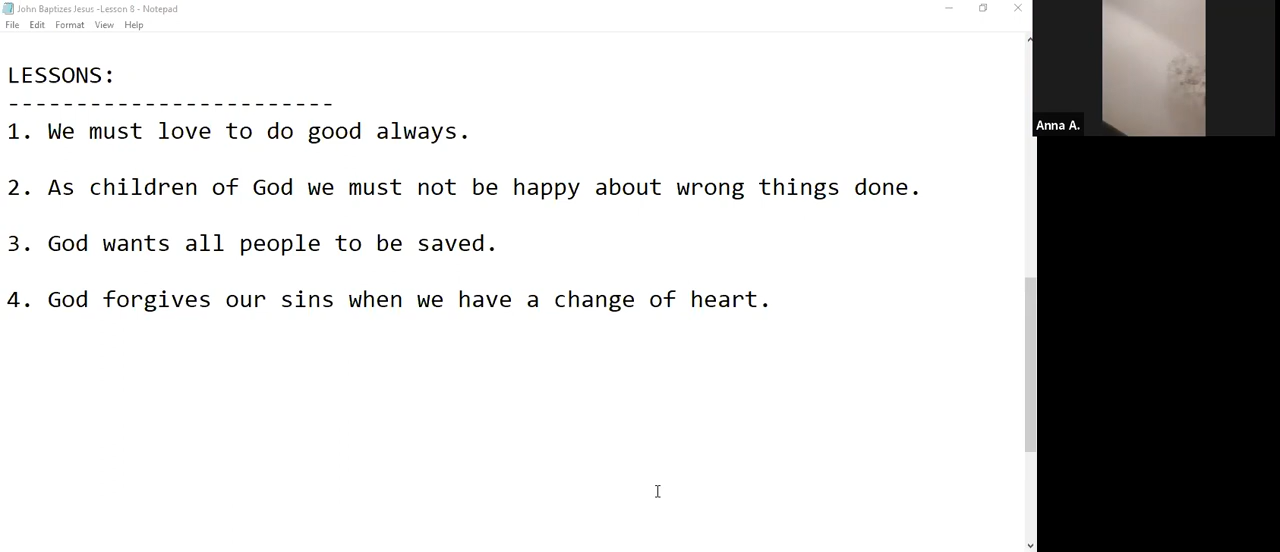 John Baptizes Jesus -Lesson 8 - Notepad
File Edit Format View Help
LESSONS:
------------------------
1. We must love to do good always.
2. As children of God we must not be happy about wrong things done.
3. God wants all people to be saved.
4. God forgives our sins when we have a change of heart.
Anna A.